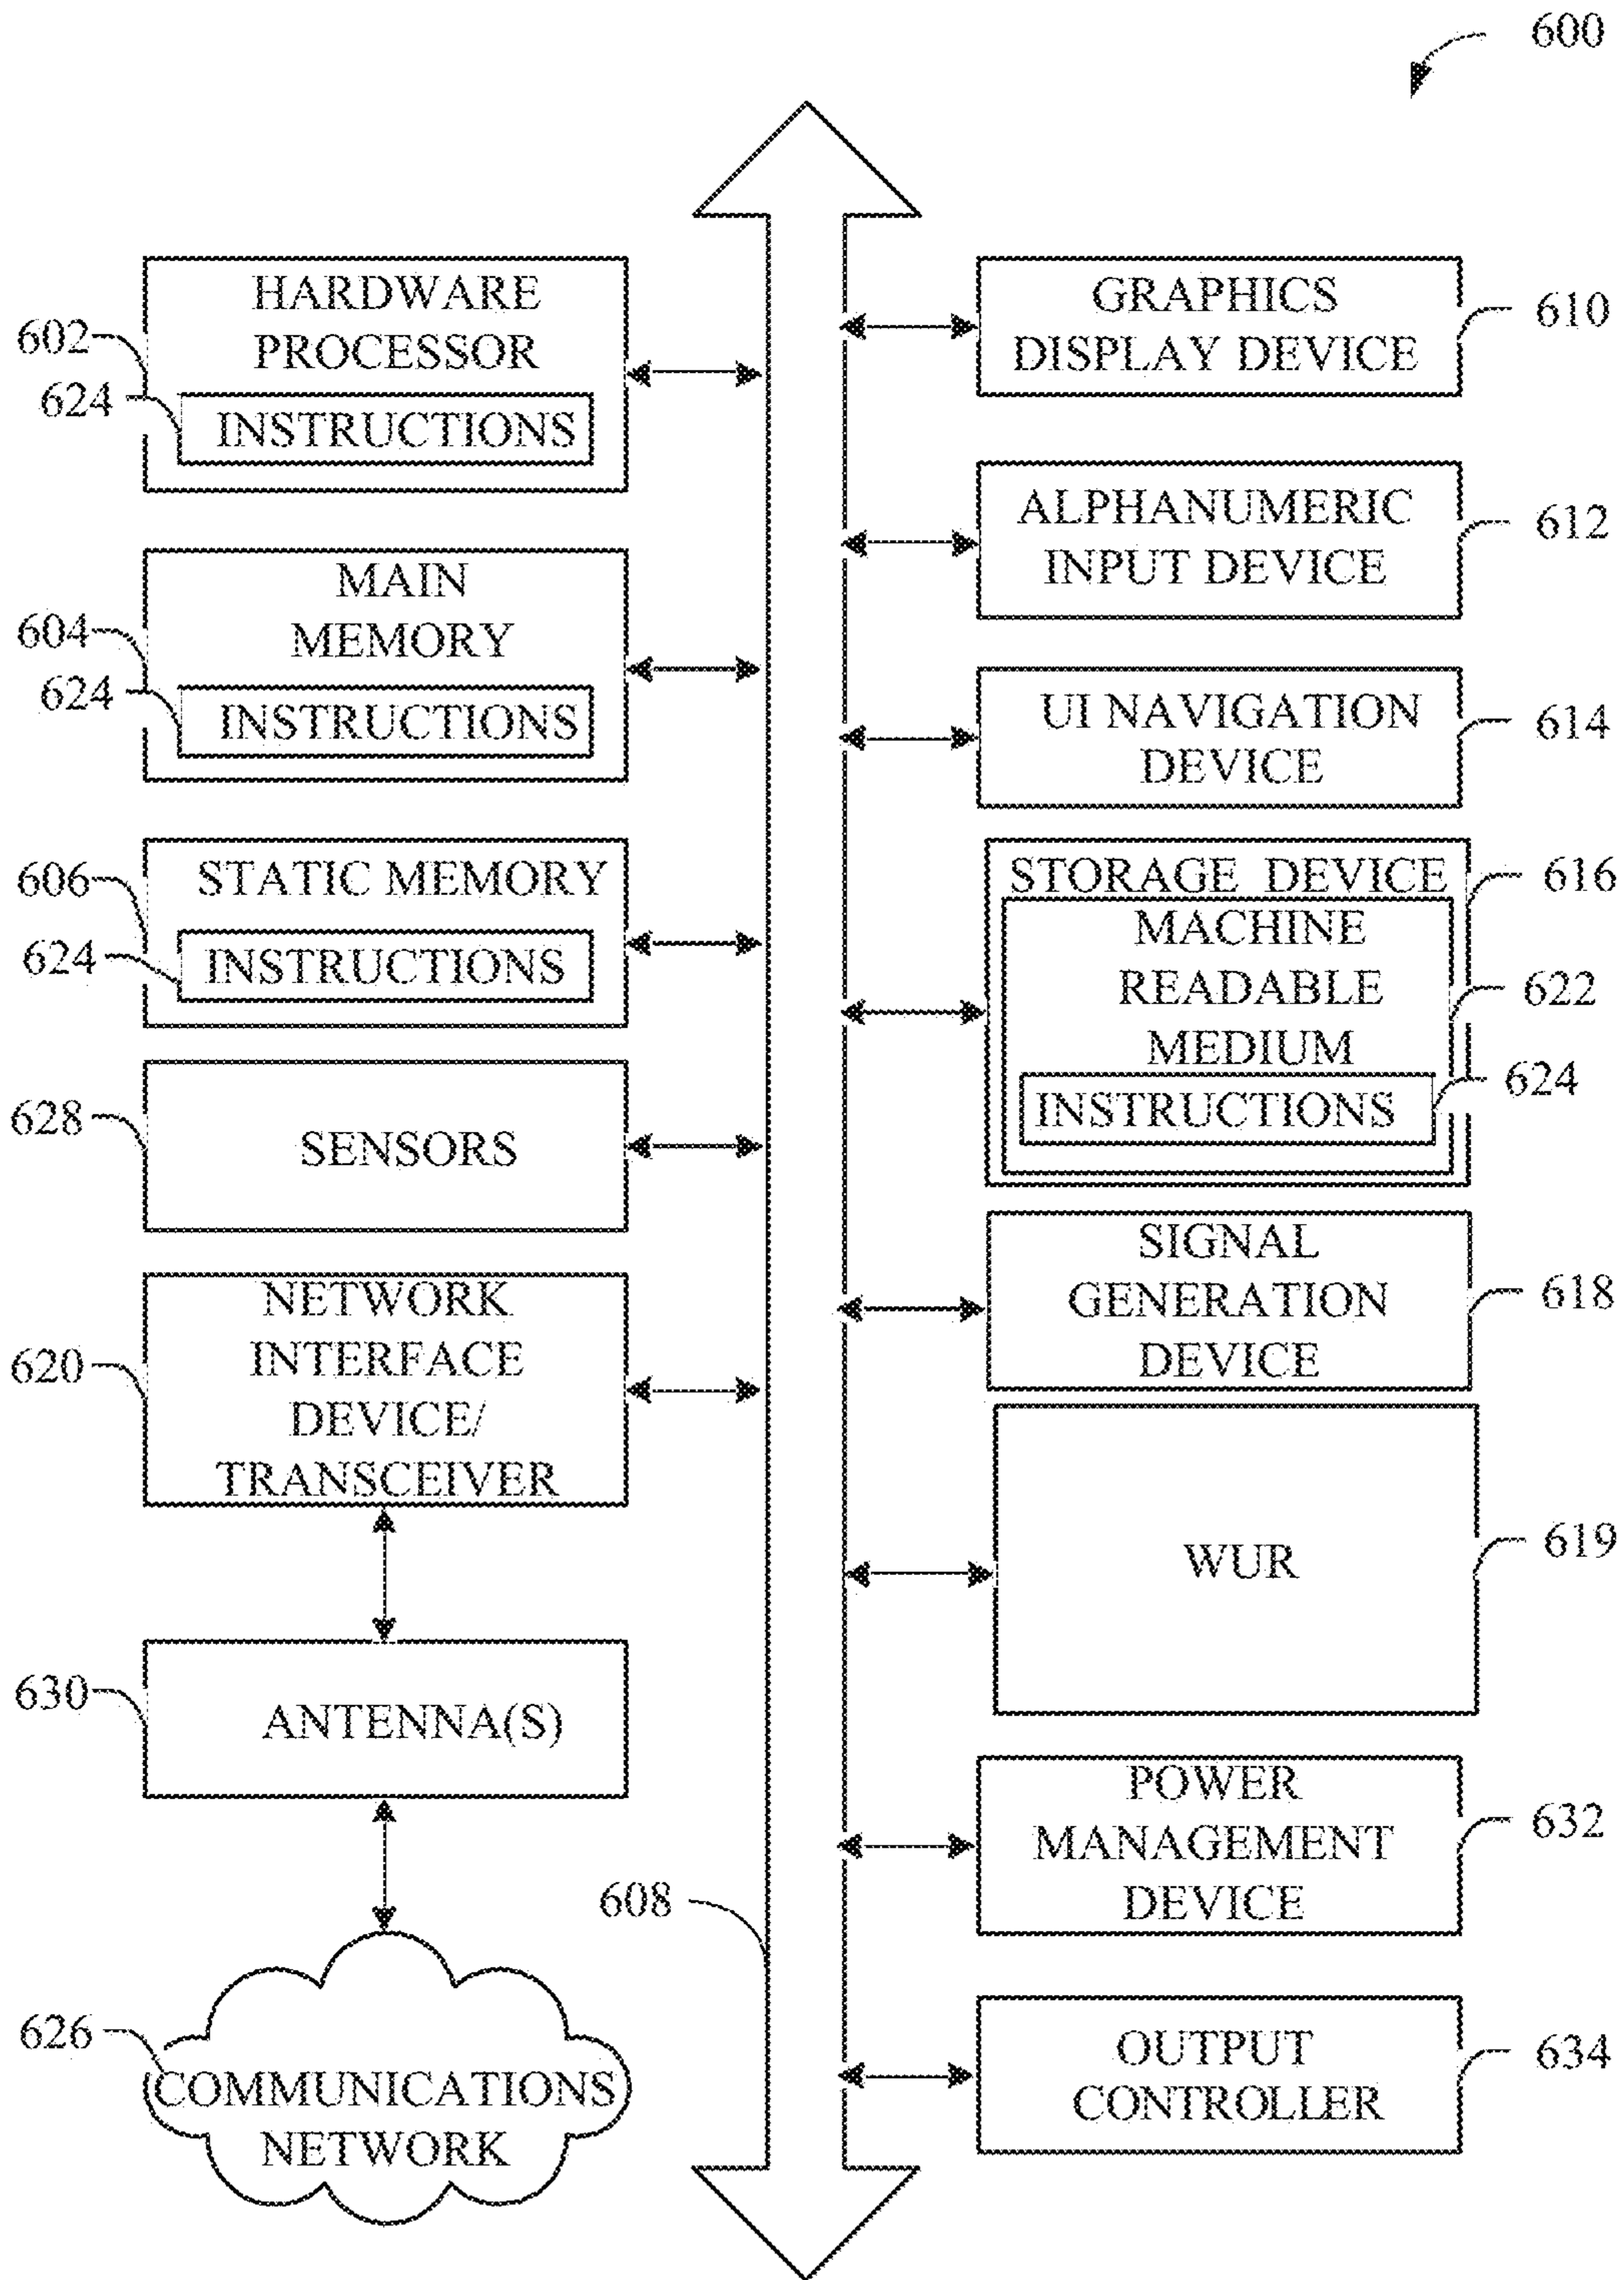 600
HARDWARE
PROCESSOR
602
624
INSTRUCTIONS
MAIN
MEMORY
604
624
INSTRUCTIONS
STATIC MEMORY
606
624
INSTRUCTIONS
SENSORS
628
NETWORK
INTERFACE
DEVICE/
TRANSCEIVER
620
ANTENNA(S)
630
COMMUNICATIONS
NETWORK
626
608
GRAPHICS
DISPLAY DEVICE
610
ALPHANUMERIC
INPUT DEVICE
612
UI NAVIGATION
DEVICE
614
STORAGE DEVICE
616
MACHINE
READABLE
MEDIUM
622
INSTRUCTIONS
624
SIGNAL
GENERATION
DEVICE
618
WUR
619
POWER
MANAGEMENT
DEVICE
632
OUTPUT
CONTROLLER
634